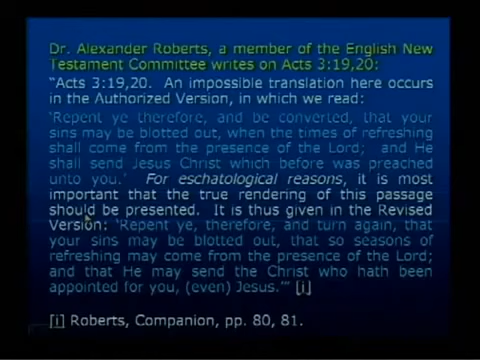 Dr. Alexander Roberts, a member of the English New
Testament Committee writes on Acts 3:19,20:
"Acts 3:19,20.  An impossible translation here occurs
in the Authorized Version, in which we read:
'Repent ye therefore, and be converted, that your
sins may be blotted out, when the times of refreshing
shall come from the presence of the Lord;  and He
shall send Jesus Christ which before was preached
unto you.'  For eschatological reasons, it is most
important that the true rendering of this passage
should be presented.  It is thus given in the Revised
Version: 'Repent ye, therefore, and turn again, that
your sins may be blotted out, that so seasons of
refreshing may come from the presence of the Lord;
and that He may send the Christ who hath been
appointed for you, (even) Jesus.'" [i]
[i] Roberts, Companion, pp. 80, 81.